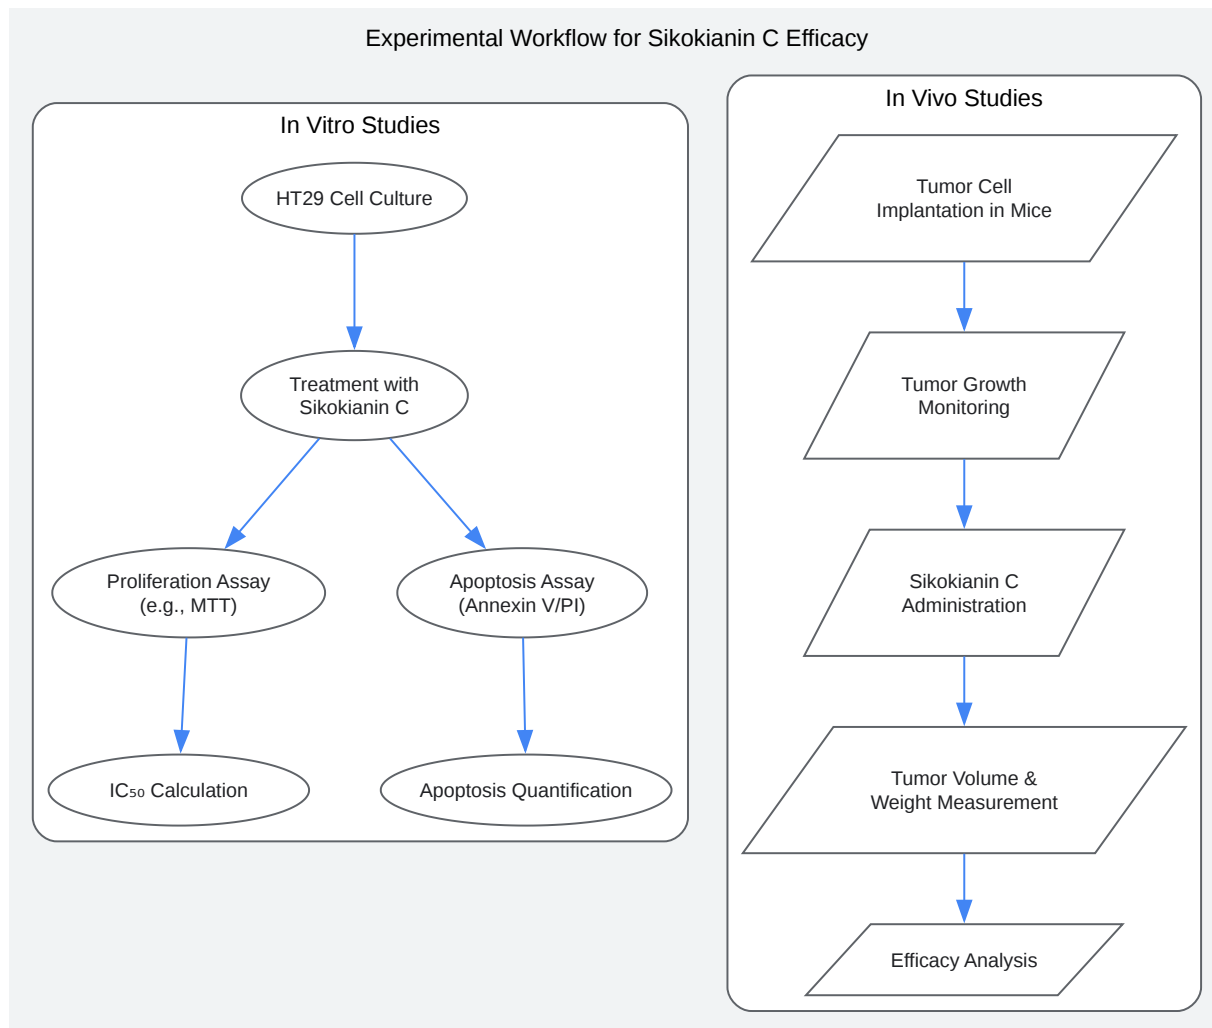 Experimental Workflow for Sikokianin C Efficacy
In Vitro Studies
HT29 Cell Culture
Treatment with
Sikokianin C
Proliferation Assay
(e.g., MTT)
Apoptosis Assay
(Annexin V/PI)
IC₅₀ Calculation
Apoptosis Quantification
In Vivo Studies
Tumor Cell
Implantation in Mice
Tumor Growth
Monitoring
Sikokianin C
Administration
Tumor Volume &
Weight Measurement
Efficacy Analysis